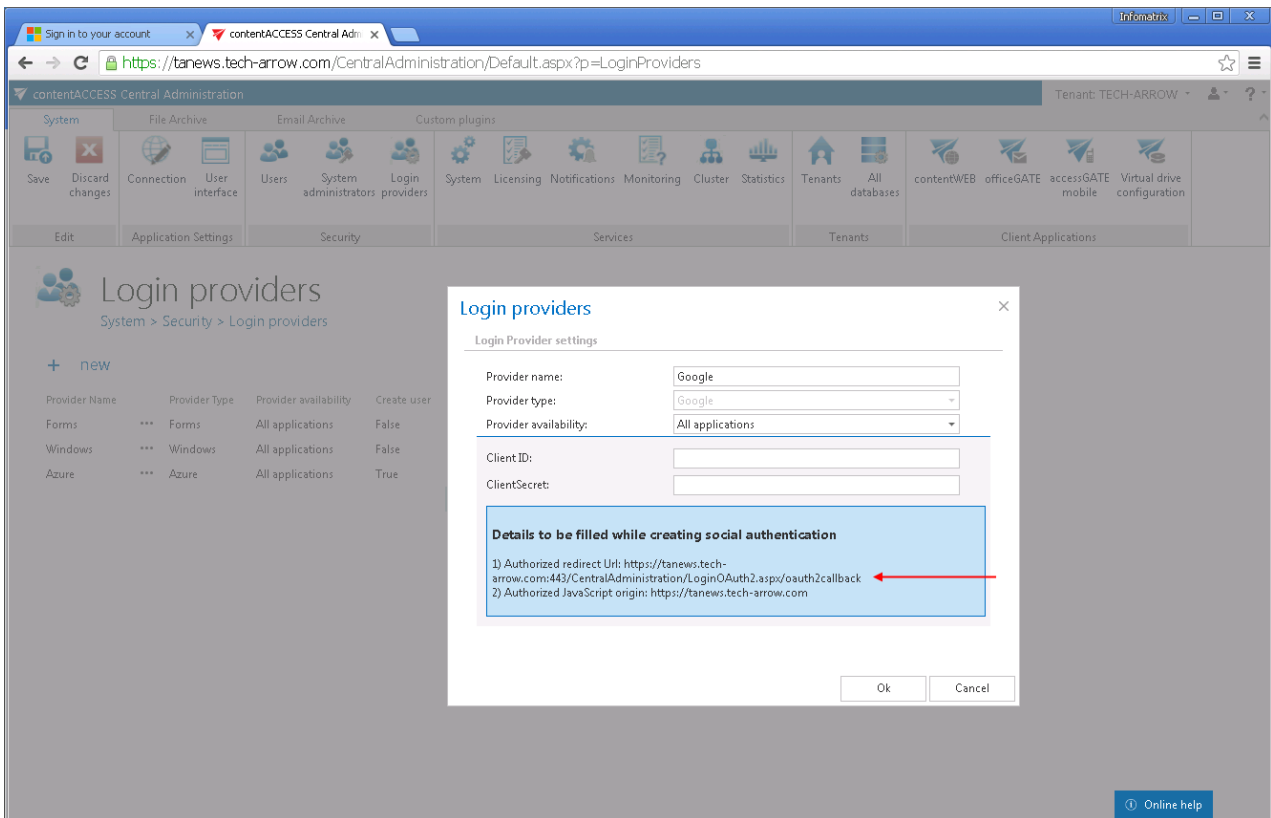 Infomatrix
Sign in to your account
contentACCESS Central Adm
https://tanews.tech-arrow.com/CentralAdministration/Default.aspx?p=LoginProviders
contentACCESS Central Administration
Tenant: TECH-ARROW
?
System File Archive Email Archive Custom plugins
Save
Discard changes
Connection
User interface
Users
System administrators
Login providers
System
Licensing
Notifications
Monitoring
Cluster
Statistics
Tenants
All databases
contentWEB
officeGATE
accessGATE mobile
Virtual drive configuration
Edit Application Settings Security Services Tenants Client Applications
Login providers
System > Security > Login providers
+ new
Provider Name Provider Type Provider availability Create user
Forms ••• Forms All applications False
Windows ••• Windows All applications False
Azure ••• Azure All applications True
Login providers
Login Provider settings
Provider name: Google
Provider type: Google
Provider availability: All applications
Client ID:
ClientSecret:
Details to be filled while creating social authentication
1) Authorized redirect Url: https://tanews.tech-
arrow.com:443/CentralAdministration/LoginOAuth2.aspx/oauth2callback
2) Authorized JavaScript origin: https://tanews.tech-arrow.com
Ok Cancel
Online help